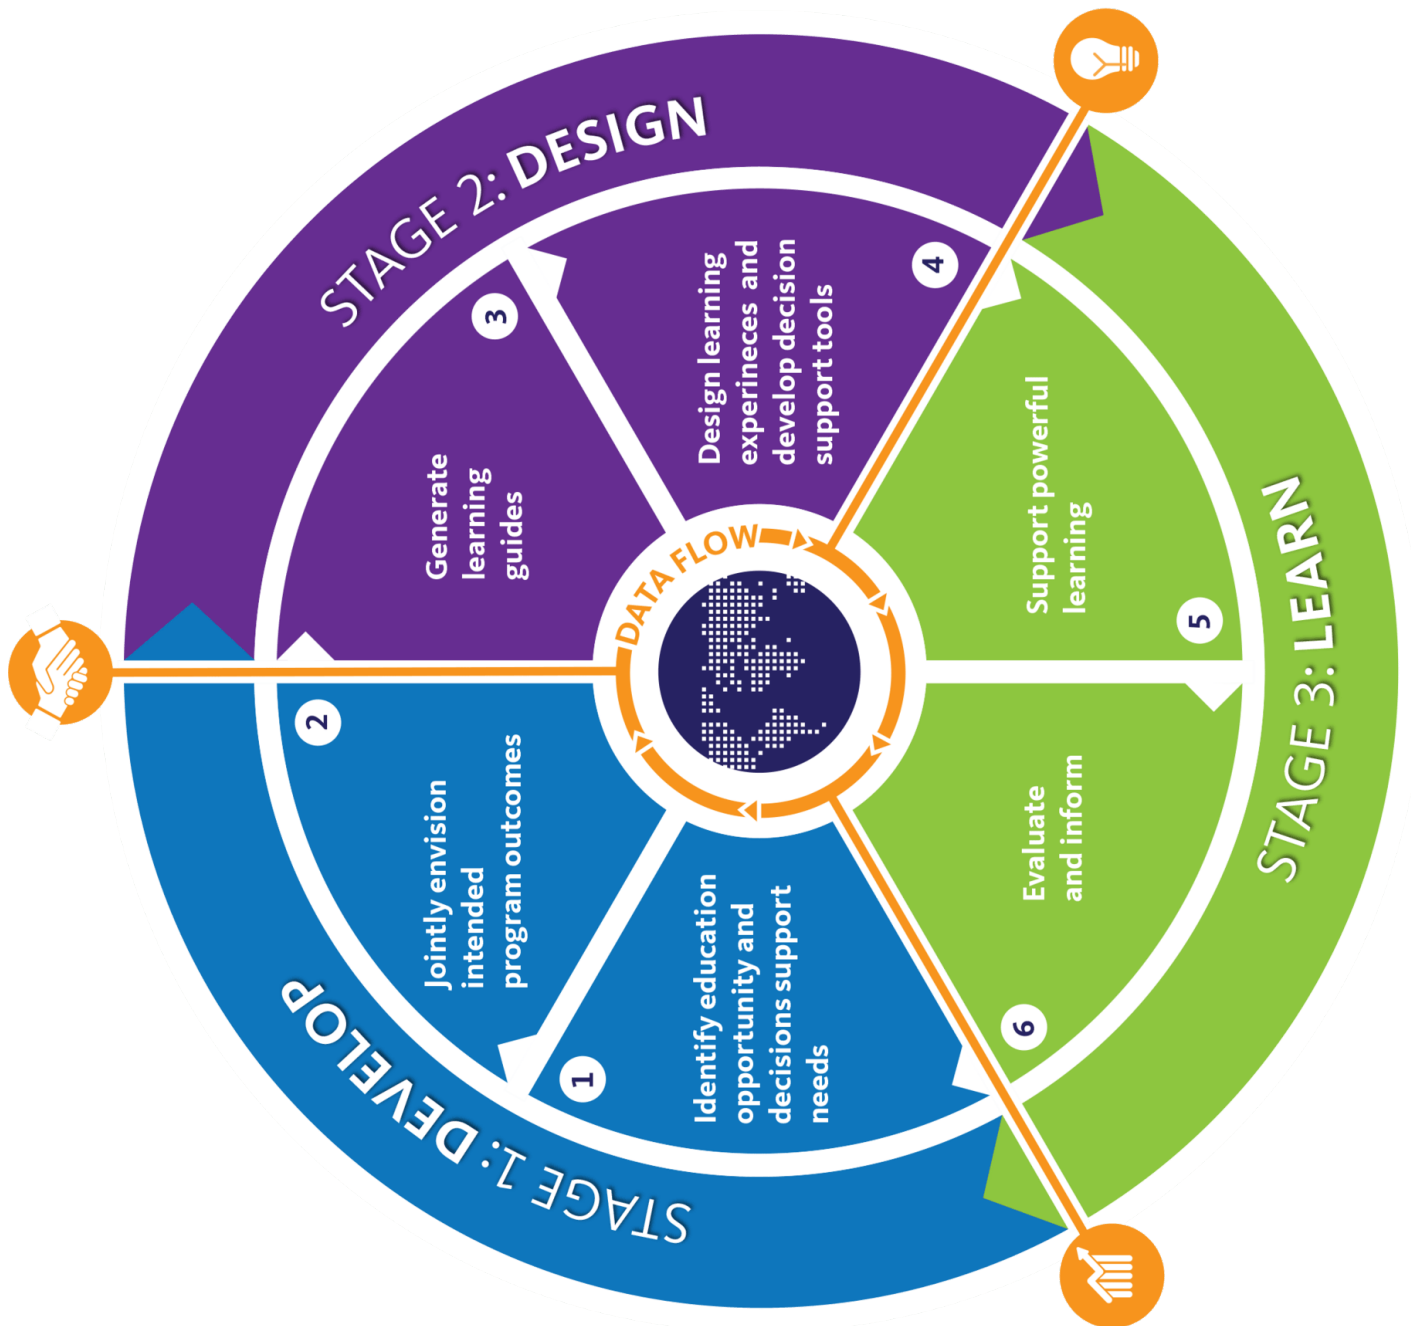 STAGE 1: DEVELOP
1
Identify education
opportunity and
decisions support
needs
2
Jointly envision
intended
program outcomes
STAGE 2: DESIGN
3
Generate
learning
guides
4
Design learning
experineces and
develop decision
support tools
STAGE 3: LEARN
5
Support powerful
learning
6
Evaluate
and inform
DATA FLOW